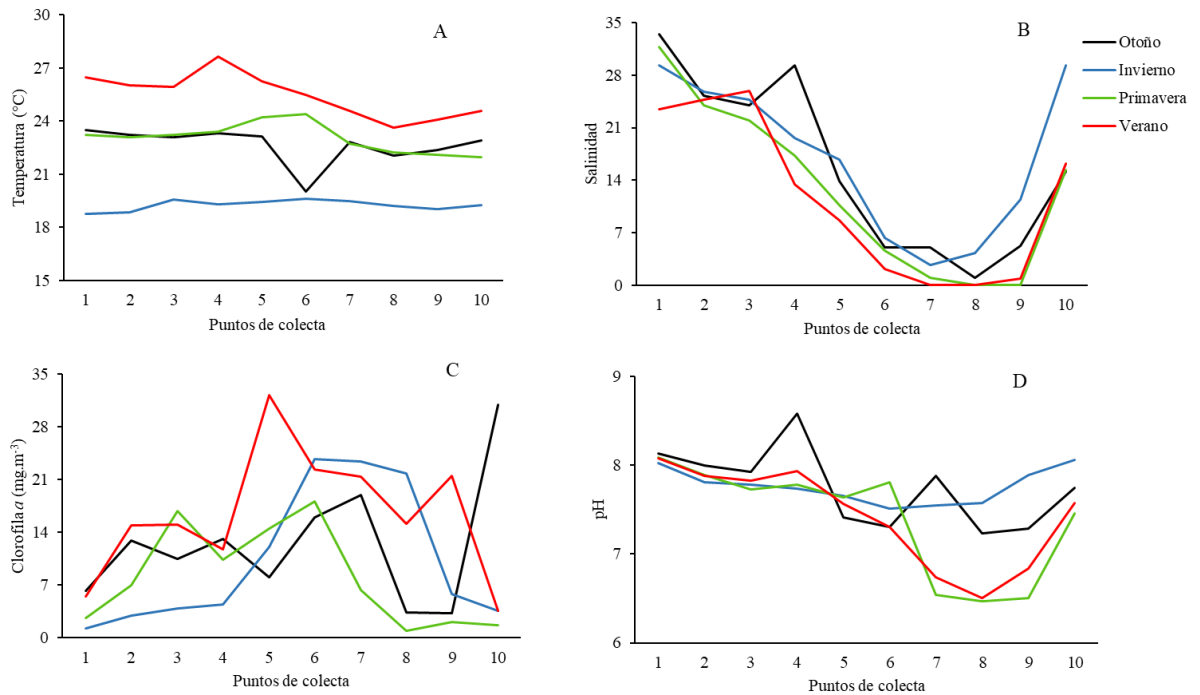 A
30
27
24
21
18
15
Temperatura (°C)
1 2 3 4 5 6 7 8 9 10
Puntos de colecta
B
35
28
21
14
7
0
Salinidad
1 2 3 4 5 6 7 8 9 10
Puntos de colecta
Otoño
Invierno
Primavera
Verano
C
35
28
21
14
7
0
Clorofila a (mg.m⁻³)
1 2 3 4 5 6 7 8 9 10
Puntos de colecta
D
9
8
7
6
pH
1 2 3 4 5 6 7 8 9 10
Puntos de colecta